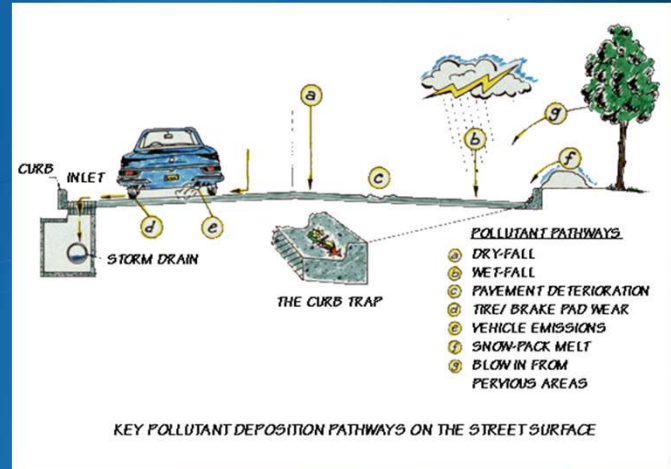 a
g
b
f
CURB
INLET
c
d
e
STORM DRAIN
THE CURB TRAP
POLLUTANT PATHWAYS
a DRY-FALL
b WET-FALL
c PAVEMENT DETERIORATION
d TIRE/ BRAKE PAD WEAR
e VEHICLE EMISSIONS
f SNOW-PACK MELT
g BLOW IN FROM
PERVIOUS AREAS
KEY POLLUTANT DEPOSITION PATHWAYS ON THE STREET SURFACE